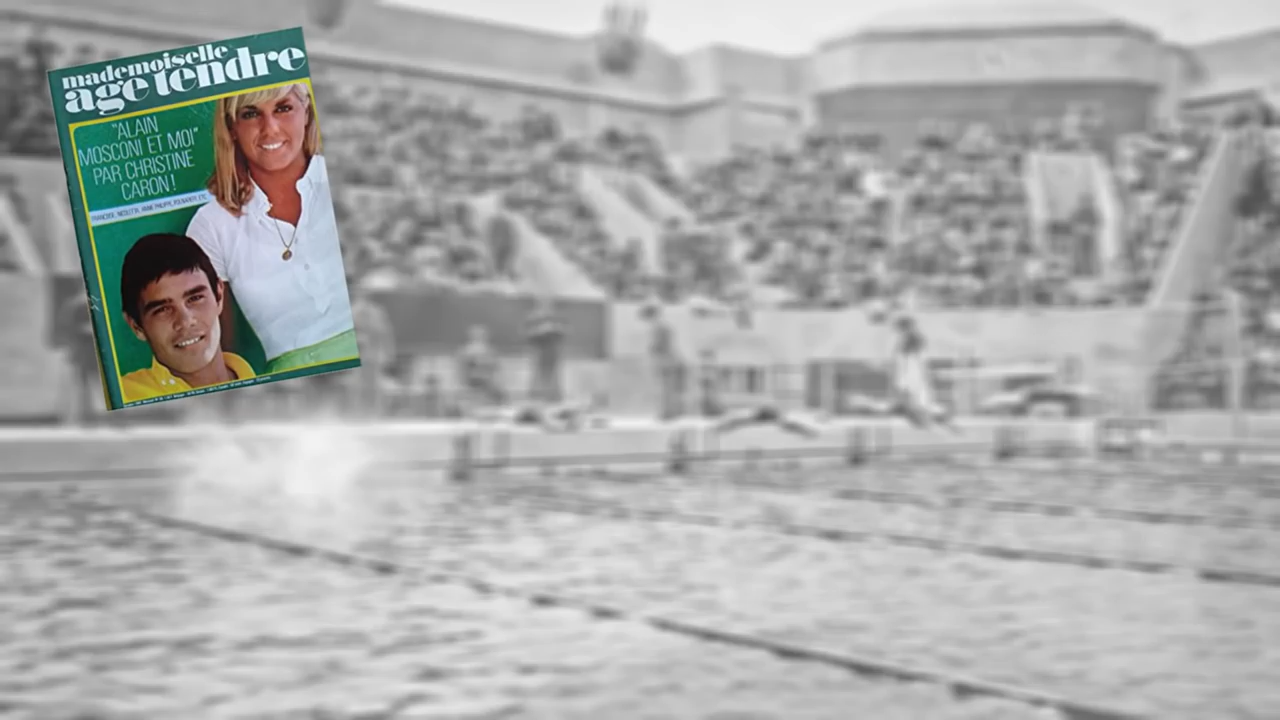 mademoiselle
age tendre
"ALAIN
MOSCONI ET MOI"
PAR CHRISTINE
CARON!